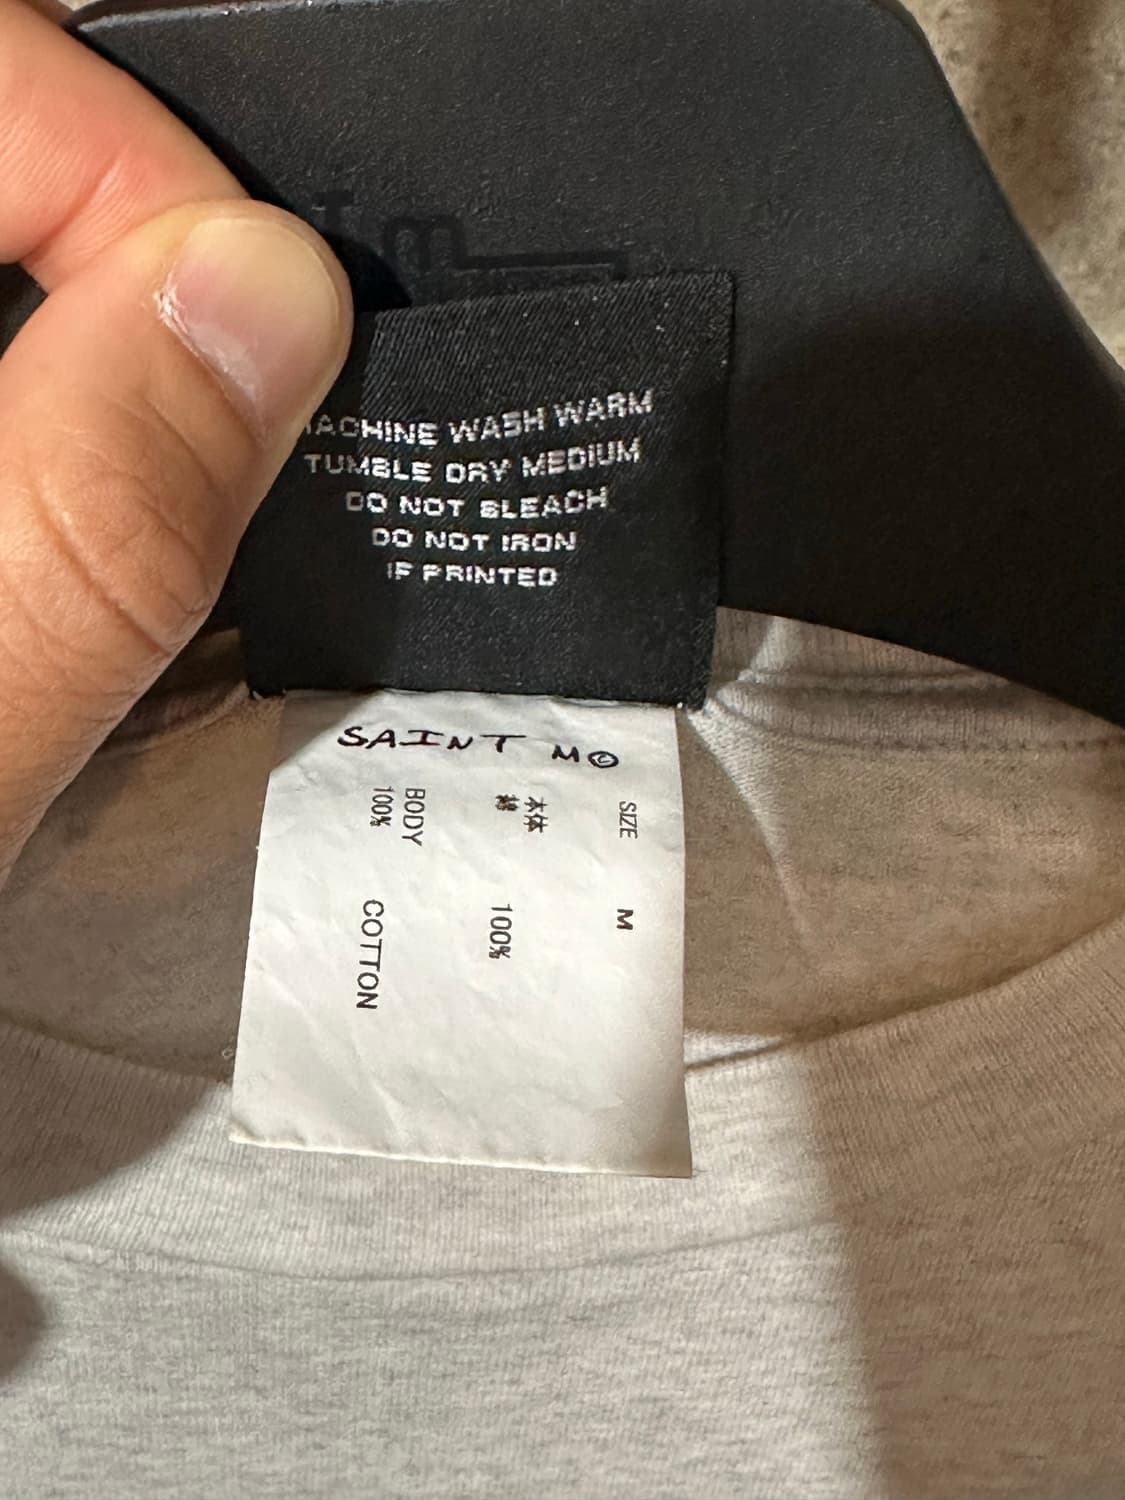 MACHINE WASH WARM
TUMBLE DRY MEDIUM
DO NOT BLEACH
DO NOT IRON
IF PRINTED
SAINT M©
SIZE M
本体
綿 100%
BODY
100% COTTON